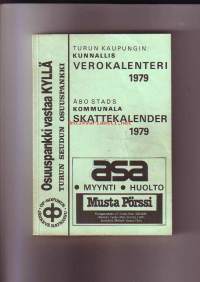 Osuuspankki vastaa KYLLÄ
TURUN SEUDUN OSUUSPANKKI
TURUN KAUPUNGIN
KUNNALLIS
VEROKALENTERI
1979
ÅBO STADS
KOMMUNALA
SKATTEKALENDER
1979
asa
• MYYNTI • HUOLTO
Musta Pörssi